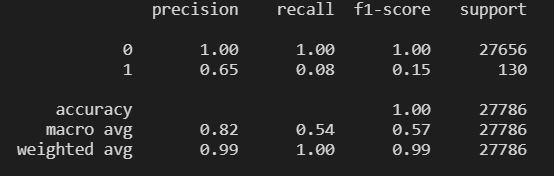 precision recall f1-score support
0 1.00 1.00 1.00 27656
1 0.65 0.08 0.15 130
accuracy 1.00 27786
macro avg 0.82 0.54 0.57 27786
weighted avg 0.99 1.00 0.99 27786